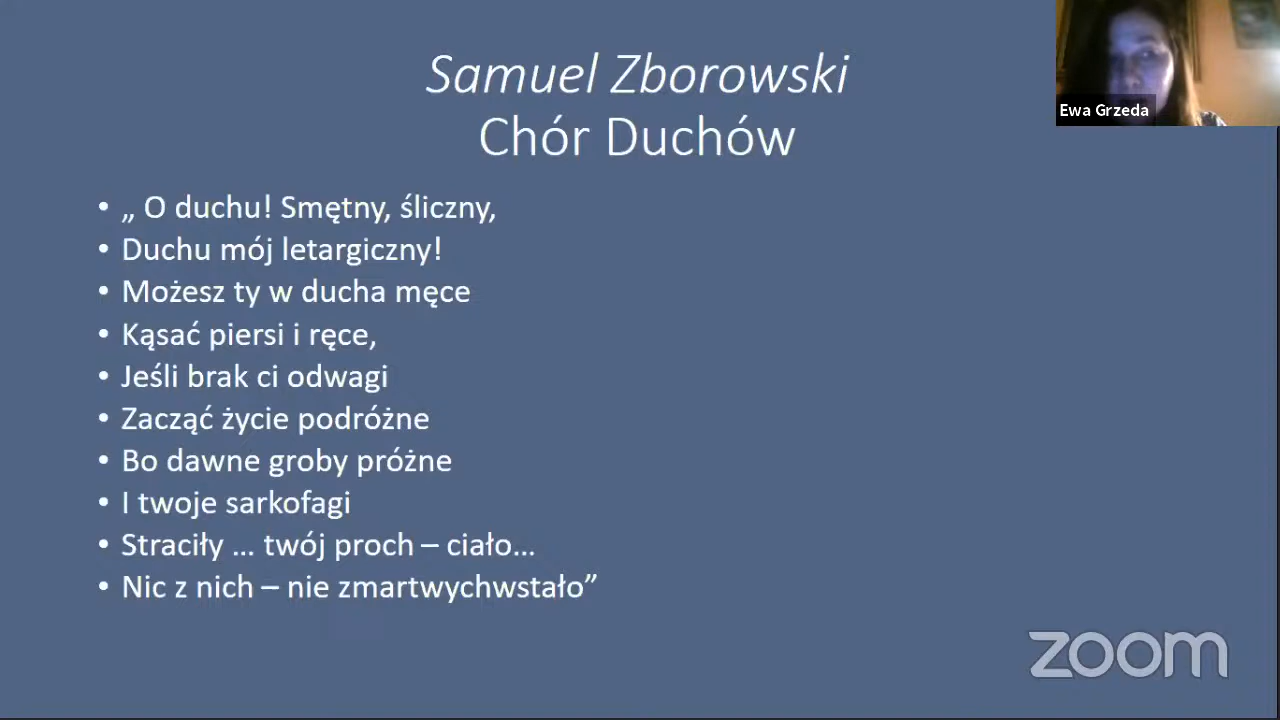 Samuel Zborowski
Chór Duchów
Ewa Grzeda
• „ O duchu! Smętny, śliczny,
• Duchu mój letargiczny!
• Możesz ty w ducha męce
• Kąsać piersi i ręce,
• Jeśli brak ci odwagi
• Zacząć życie podróżne
• Bo dawne groby próżne
• I twoje sarkofagi
• Straciły … twój proch – ciało…
• Nic z nich – nie zmartwychwstało”
zoom